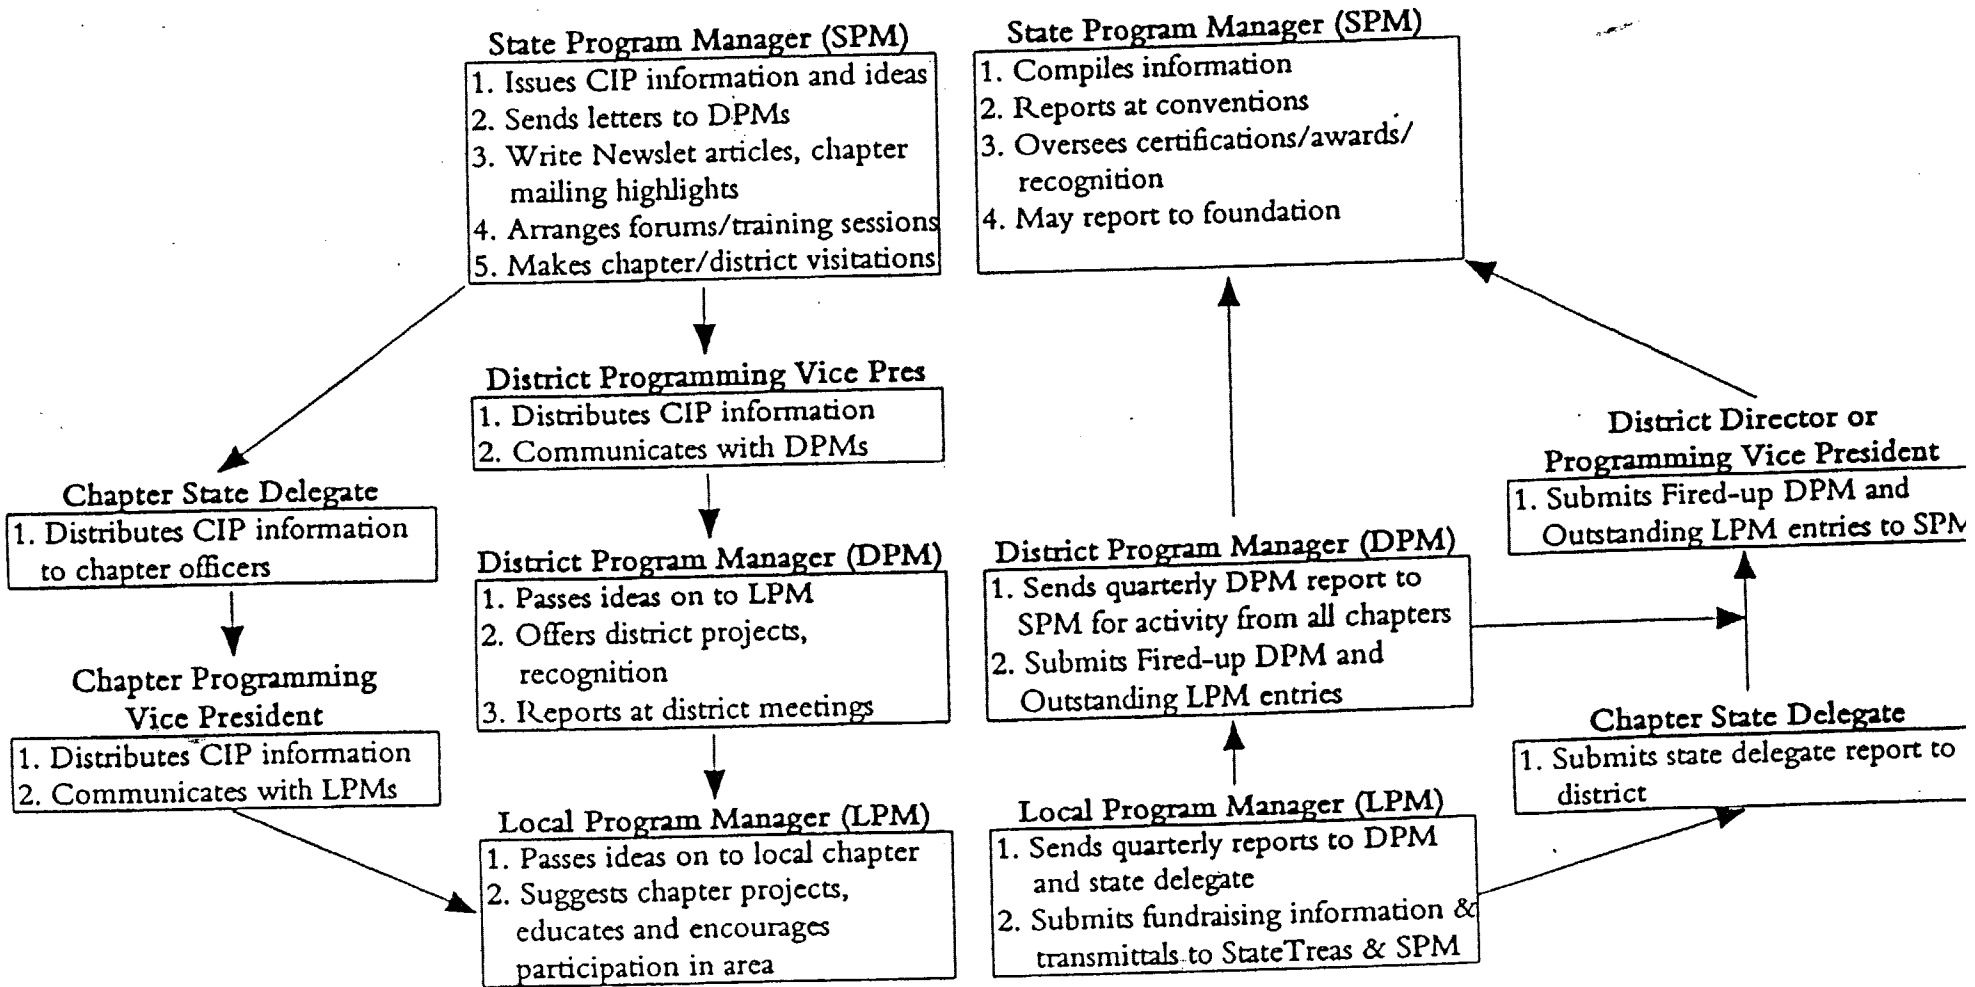 State Program Manager (SPM)
1. Issues CIP information and ideas
2. Sends letters to DPMs
3. Write Newslet articles, chapter
mailing highlights
4. Arranges forums/training sessions
5. Makes chapter/district visitations
District Programming Vice Pres
1. Distributes CIP information
2. Communicates with DPMs
Chapter State Delegate
1. Distributes CIP information
to chapter officers
District Program Manager (DPM)
1. Passes ideas on to LPM
2. Offers district projects,
recognition
3. Reports at district meetings
Chapter Programming
Vice President
1. Distributes CIP information
2. Communicates with LPMs
Local Program Manager (LPM)
1. Passes ideas on to local chapter
2. Suggests chapter projects,
educates and encourages
participation in area
State Program Manager (SPM)
1. Compiles information
2. Reports at conventions
3. Oversees certifications/awards/
recognition
4. May report to foundation
District Director or
Programming Vice President
1. Submits Fired-up DPM and
Outstanding LPM entries to SPM
District Program Manager (DPM)
1. Sends quarterly DPM report to
SPM for activity from all chapters
2. Submits Fired-up DPM and
Outstanding LPM entries
Chapter State Delegate
1. Submits state delegate report to
district
Local Program Manager (LPM)
1. Sends quarterly reports to DPM
and state delegate
2. Submits fundraising information &
transmittals to StateTreas & SPM